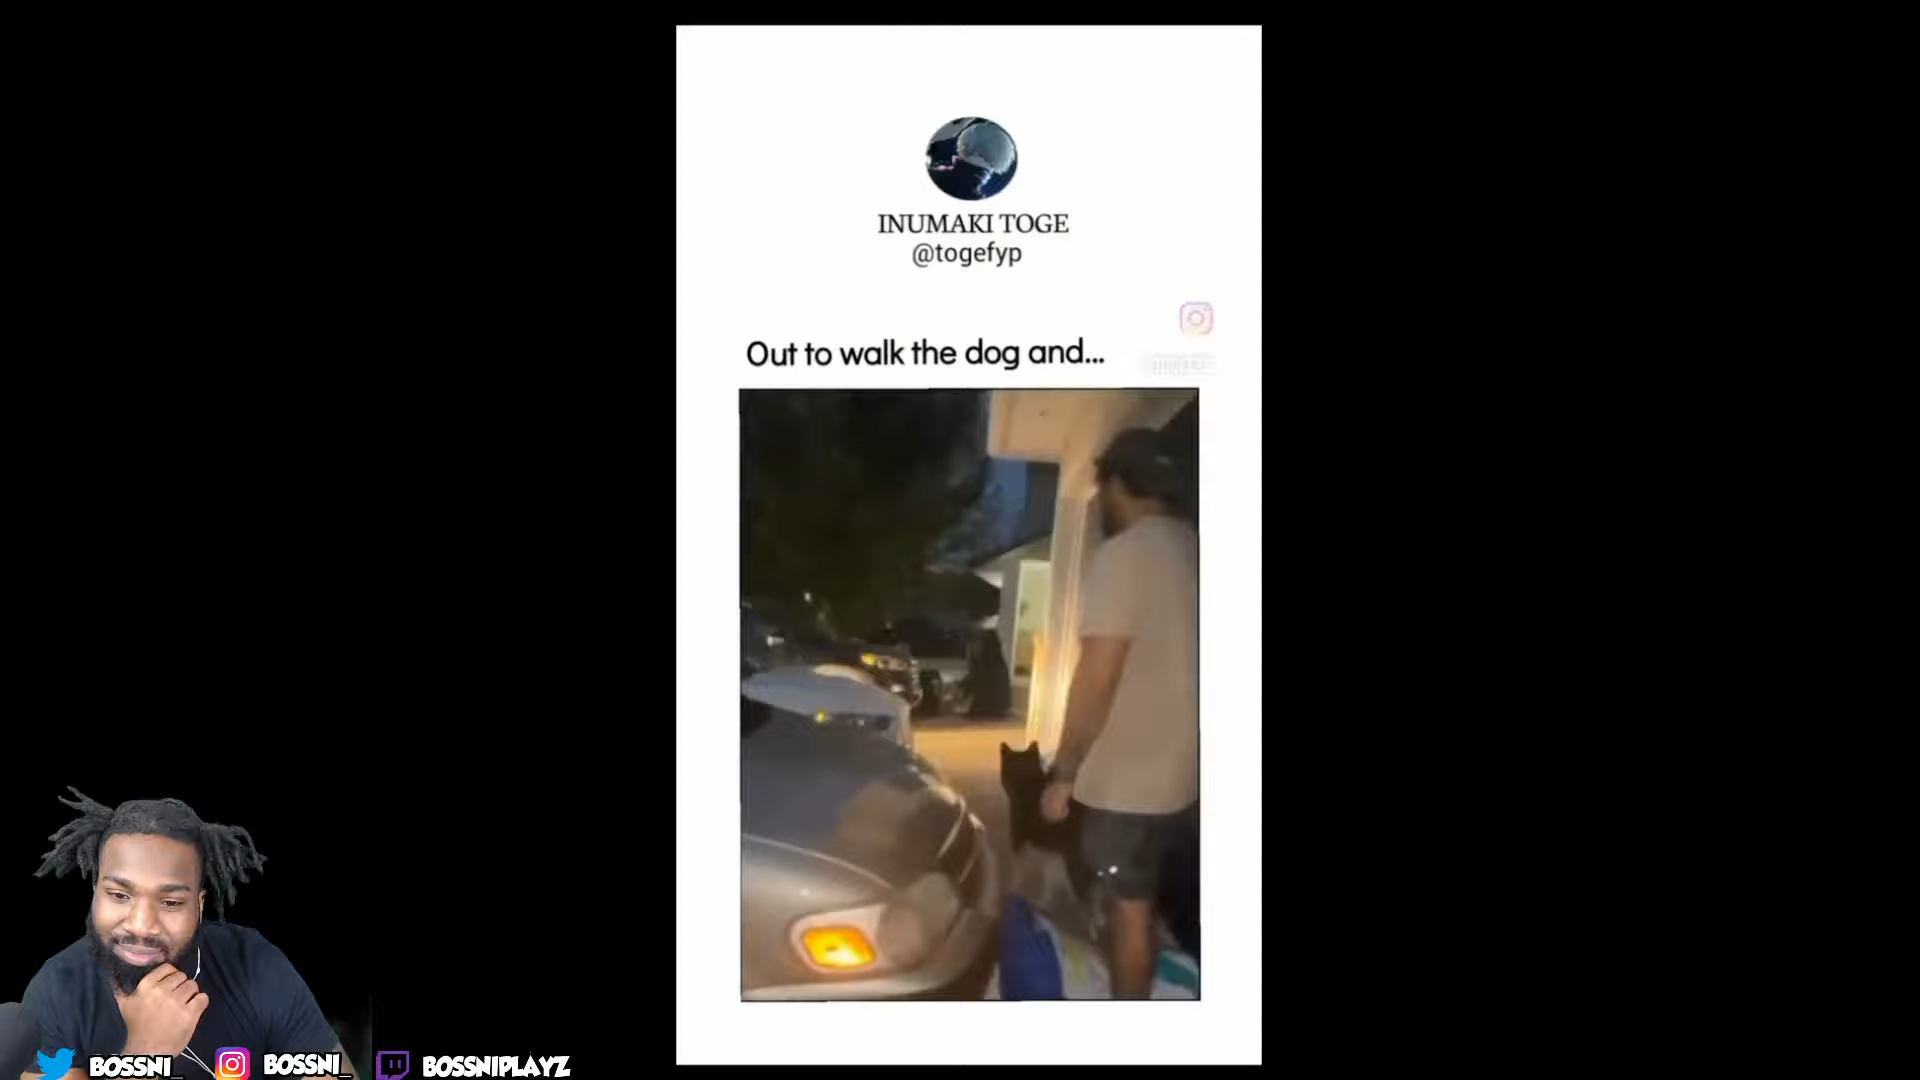 INUMAKI TOGE
@togefyp
Out to walk the dog and...
BOSSNI_
BOSSNI_
BOSSNIPLAYZ